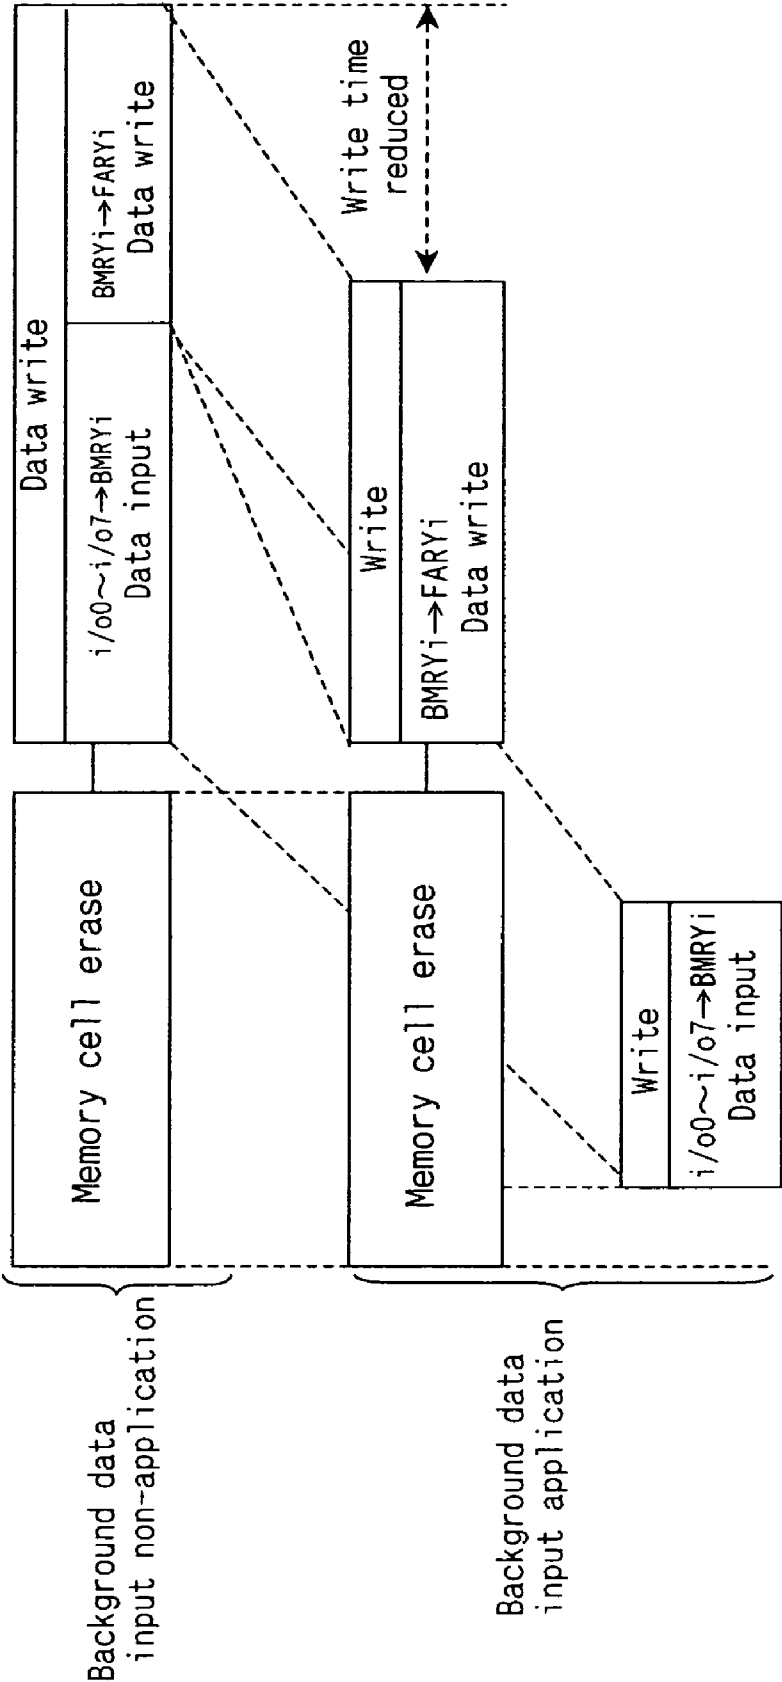 Background data
input non-application
Memory cell erase
Data write
i/o0～i/o7→BMRYi
Data input
BMRYi→FARYi
Data write
Background data
input application
Memory cell erase
Write
BMRYi→FARYi
Data write
Write time
reduced
Write
i/o0～i/o7→BMRYi
Data input